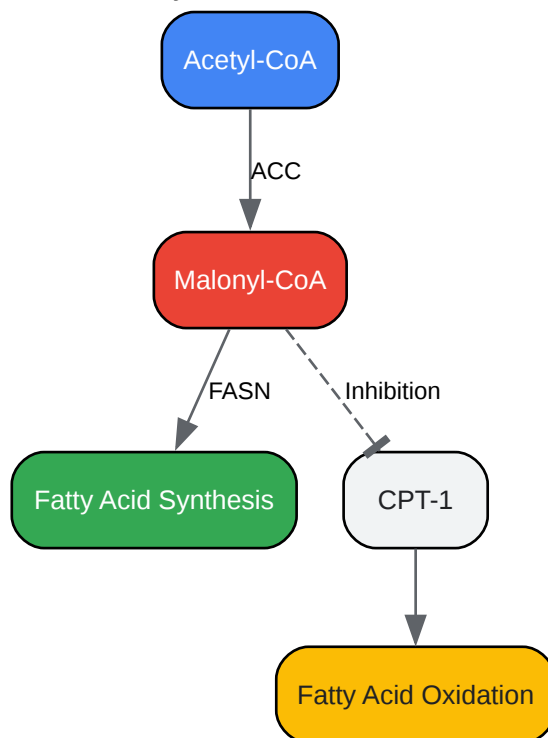 Acetyl-CoA
ACC
Malonyl-CoA
FASN
Inhibition
Fatty Acid Synthesis
CPT-1
Fatty Acid Oxidation